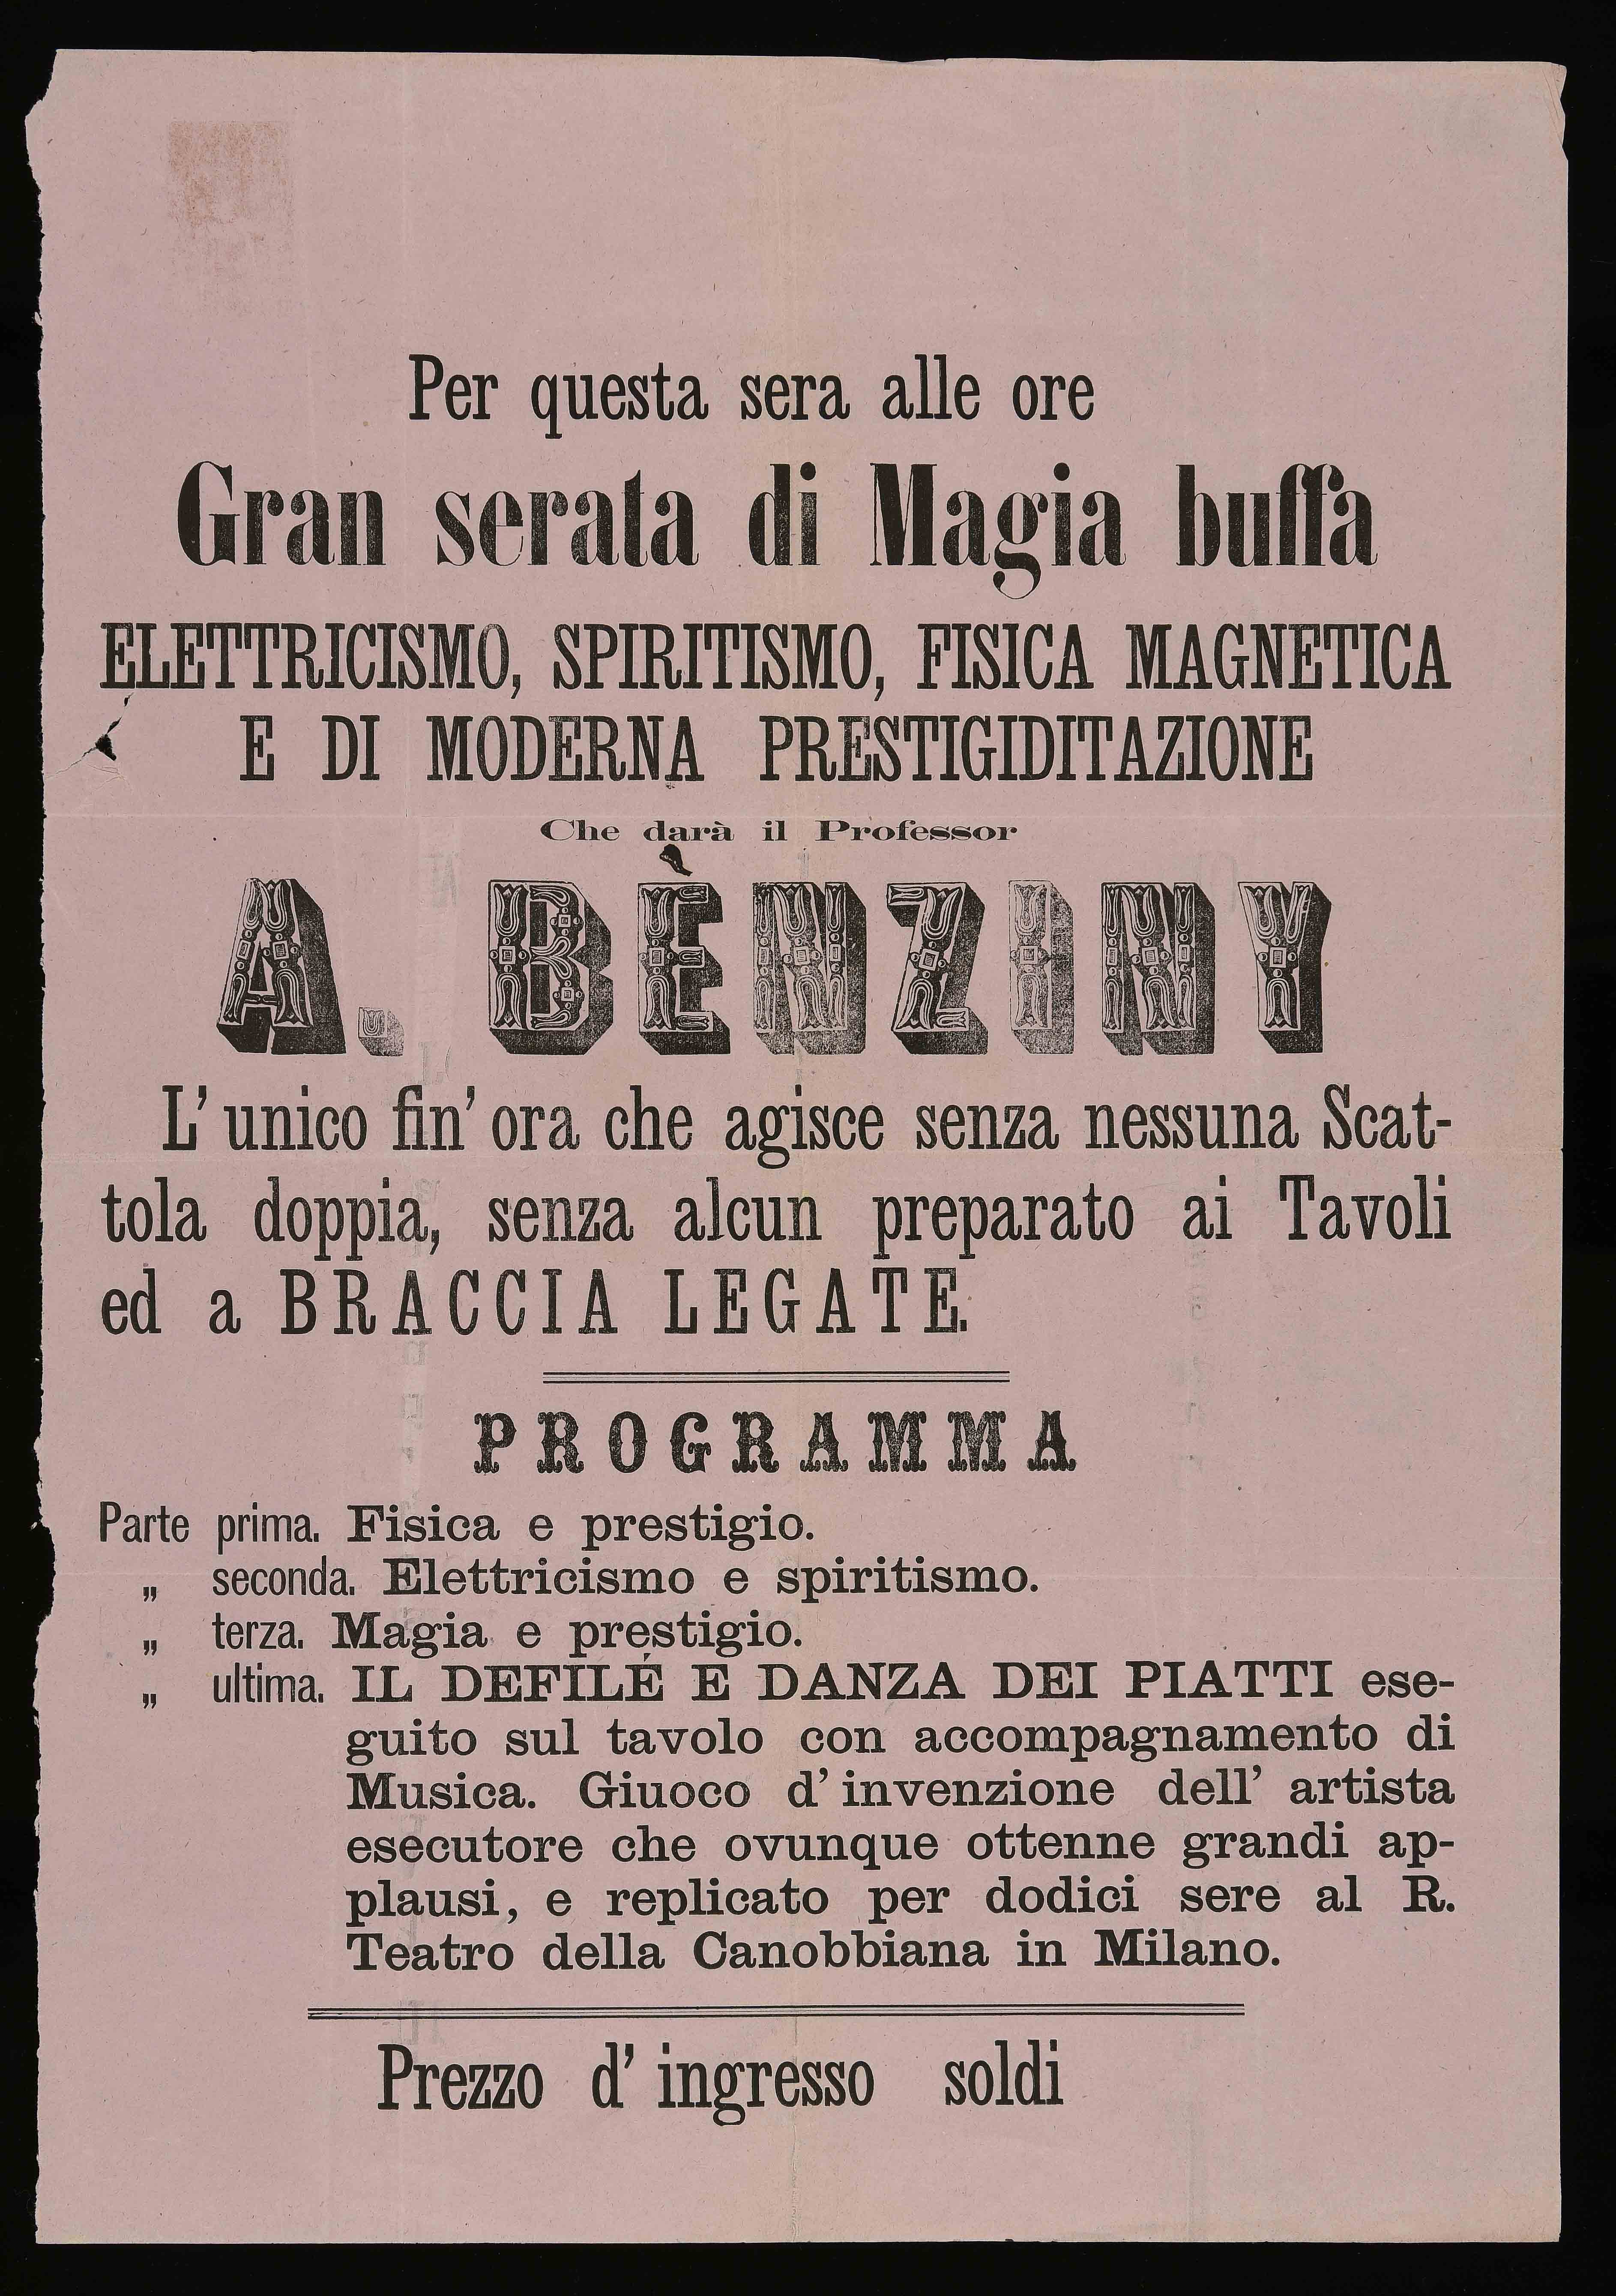 Per questa sera alle ore
Gran serata di Magia buffa
ELETTRICISMO, SPIRITISMO, FISICA MAGNETICA
E DI MODERNA PRESTIGIDITAZIONE
Che darà il Professor
A. BÈNZINY
L' unico fin' ora che agisce senza nessuna Scat-
tola doppia, senza alcun preparato ai Tavoli
ed a BRACCIA LEGATE.
PROGRAMMA
Parte prima. Fisica e prestigio.
„ seconda. Elettricismo e spiritismo.
„ terza. Magia e prestigio.
„ ultima. IL DEFILÉ E DANZA DEI PIATTI ese-
guito sul tavolo con accompagnamento di
Musica. Giuoco d' invenzione dell' artista
esecutore che ovunque ottenne grandi ap-
plausi, e replicato per dodici sere al R.
Teatro della Canobbiana in Milano.
Prezzo d' ingresso soldi